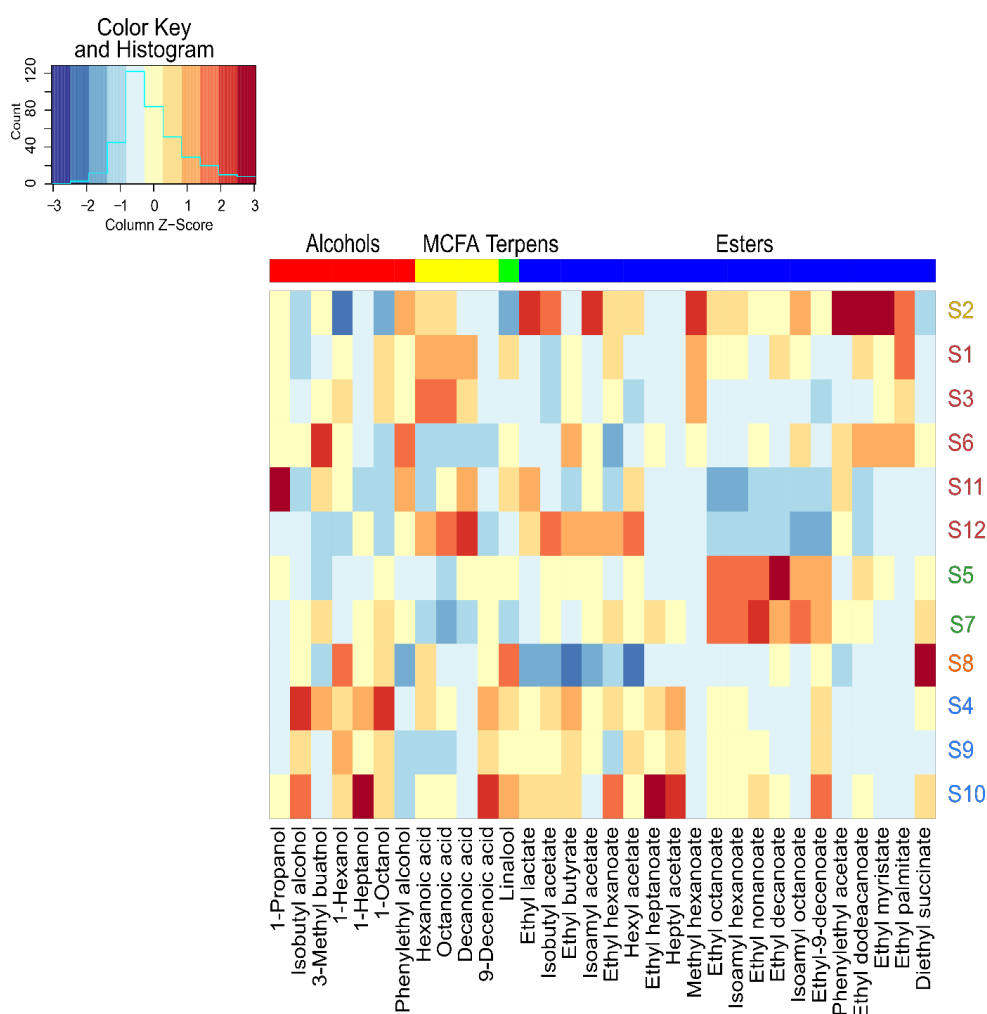 Color Key
and Histogram
Count
0 40 80 120
−3 −2 −1 0 1 2 3
Column Z−Score
Alcohols MCFA Terpens Esters
S2
S1
S3
S6
S11
S12
S5
S7
S8
S4
S9
S10
1-Propanol
Isobutyl alcohol
3-Methyl buatnol
1-Hexanol
1-Heptanol
1-Octanol
Phenylethyl alcohol
Hexanoic acid
Octanoic acid
Decanoic acid
9-Decenoic acid
Linalool
Ethyl lactate
Isobutyl acetate
Ethyl butyrate
Isoamyl acetate
Ethyl hexanoate
Hexyl acetate
Ethyl heptanoate
Heptyl acetate
Methyl hexanoate
Ethyl octanoate
Isoamyl hexanoate
Ethyl nonanoate
Ethyl decanoate
Isoamyl octanoate
Ethyl-9-decenoate
Phenylethyl acetate
Ethyl dodeacanoate
Ethyl myristate
Ethyl palmitate
Diethyl succinate